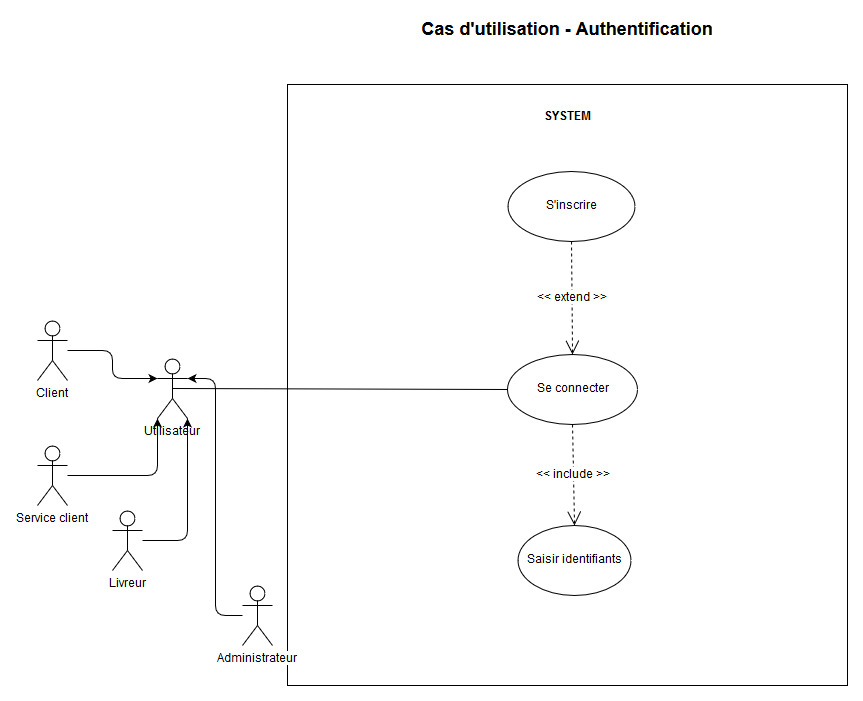 Cas d'utilisation - Authentification
SYSTEM
S'inscrire
<< extend >>
Client
Se connecter
Utilisateur
<< include >>
Service client
Saisir identifiants
Livreur
Administrateur